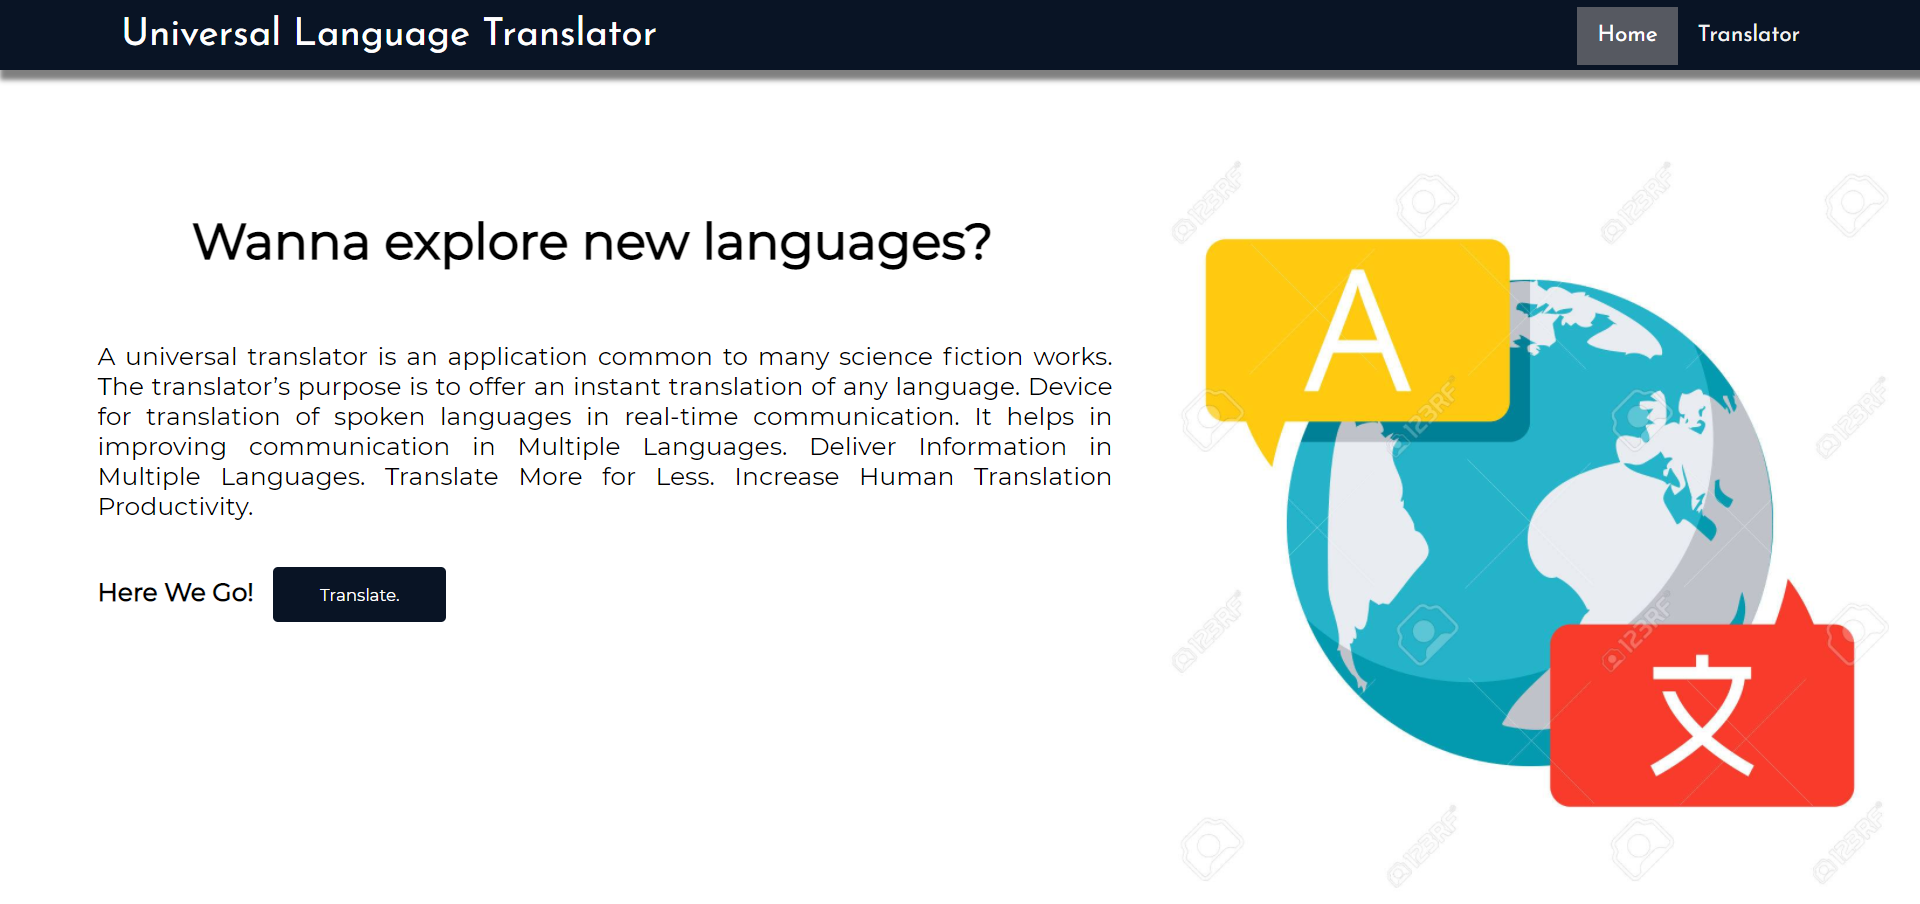 Universal Language Translator
Home
Translator
Wanna explore new languages?
A universal translator is an application common to many science fiction works.
The translator’s purpose is to offer an instant translation of any language. Device
for translation of spoken languages in real-time communication. It helps in
improving communication in Multiple Languages. Deliver Information in
Multiple Languages. Translate More for Less. Increase Human Translation
Productivity.
Here We Go!
Translate.
123RF
123RF
A
123RF
123RF
123RF
123RF
文
123RF
123RF